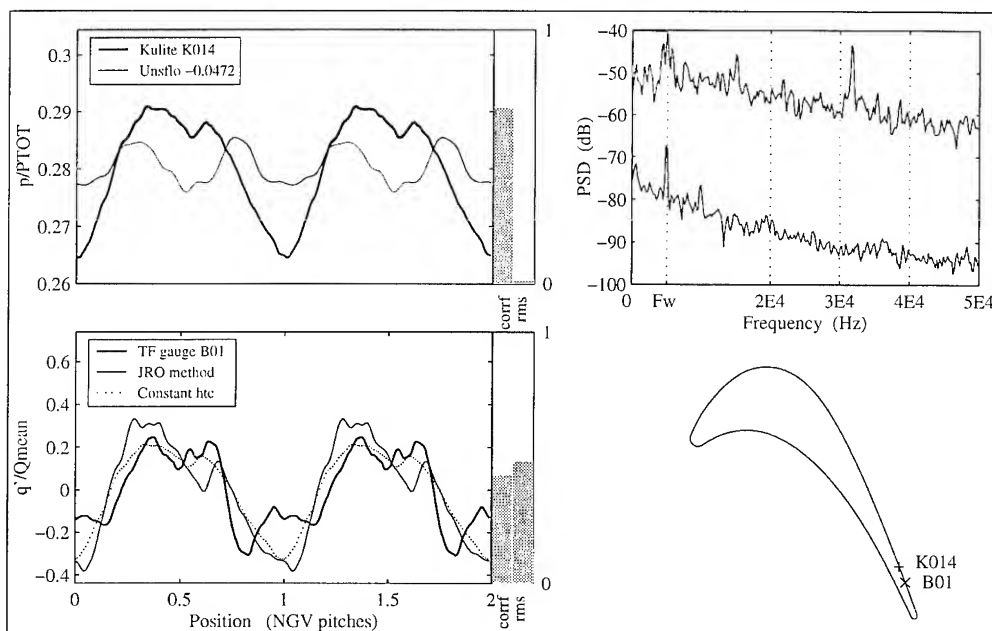 0.3
0.29
0.28
0.27
0.26
p/PTOT
Kulite K014
Unsflo −0.0472
1
0
corrf
rms
−40
−50
−60
−70
−80
−90
−100
PSD (dB)
0 Fw 2E4 3E4 4E4 5E4
Frequency (Hz)
0.6
0.4
0.2
0
−0.2
−0.4
q`/Qmean
TF gauge B01
JRO method
Constant htc
0 0.5 1 1.5 2
Position (NGV pitches)
1
0
corrf
rms
K014
B01